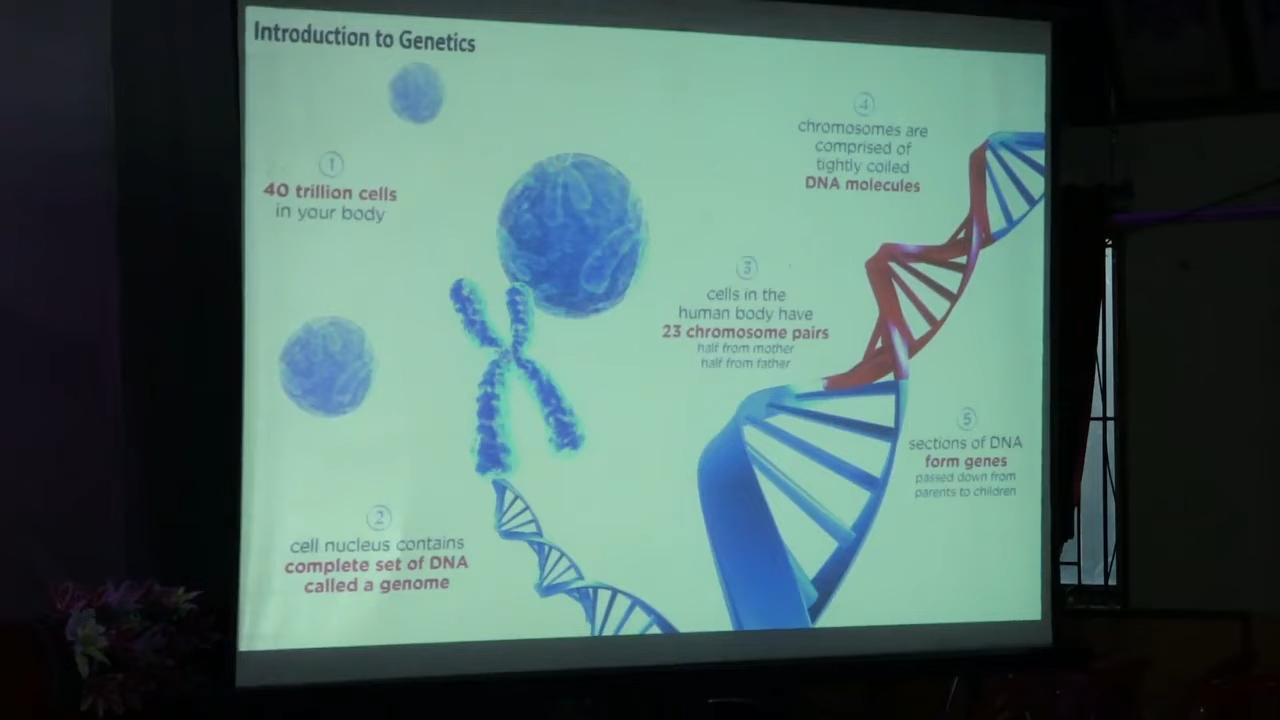 Introduction to Genetics
1
40 trillion cells
in your body
2
cell nucleus contains
complete set of DNA
called a genome
3
cells in the
human body have
23 chromosome pairs
half from mother
half from father
4
chromosomes are
comprised of
tightly coiled
DNA molecules
5
sections of DNA
form genes
passed down from
parents to children